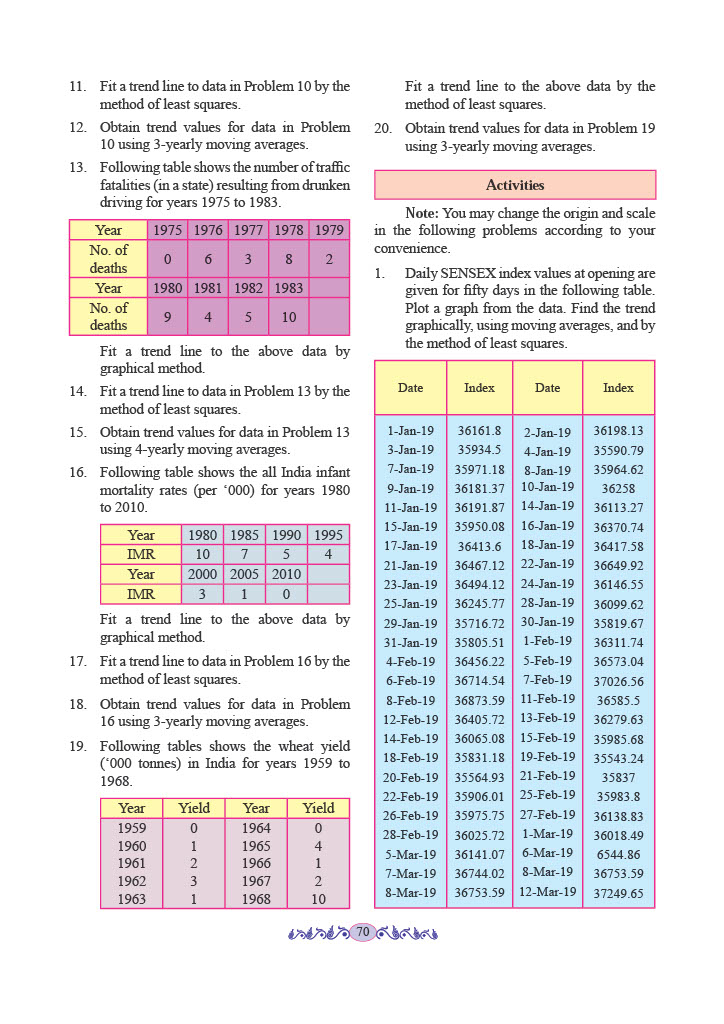 11. Fit a trend line to data in Problem 10 by the
method of least squares.
12. Obtain trend values for data in Problem
10 using 3-yearly moving averages.
13. Following table shows the number of traffic
fatalities (in a state) resulting from drunken
driving for years 1975 to 1983.
Year 1975 1976 1977 1978 1979
No. of
deaths 0 6 3 8 2
Year 1980 1981 1982 1983
No. of
deaths 9 4 5 10
Fit a trend line to the above data by
graphical method.
14. Fit a trend line to data in Problem 13 by the
method of least squares.
15. Obtain trend values for data in Problem 13
using 4-yearly moving averages.
16. Following table shows the all India infant
mortality rates (per ‘000) for years 1980
to 2010.
Year 1980 1985 1990 1995
IMR 10 7 5 4
Year 2000 2005 2010
IMR 3 1 0
Fit a trend line to the above data by
graphical method.
17. Fit a trend line to data in Problem 16 by the
method of least squares.
18. Obtain trend values for data in Problem
16 using 3-yearly moving averages.
19. Following tables shows the wheat yield
(‘000 tonnes) in India for years 1959 to
1968.
Year Yield Year Yield
1959 0 1964 0
1960 1 1965 4
1961 2 1966 1
1962 3 1967 2
1963 1 1968 10
Fit a trend line to the above data by the
method of least squares.
20. Obtain trend values for data in Problem 19
using 3-yearly moving averages.
Activities
Note: You may change the origin and scale
in the following problems according to your
convenience.
1. Daily SENSEX index values at opening are
given for fifty days in the following table.
Plot a graph from the data. Find the trend
graphically, using moving averages, and by
the method of least squares.
Date Index Date Index
1-Jan-19 36161.8 2-Jan-19 36198.13
3-Jan-19 35934.5 4-Jan-19 35590.79
7-Jan-19 35971.18 8-Jan-19 35964.62
9-Jan-19 36181.37 10-Jan-19 36258
11-Jan-19 36191.87 14-Jan-19 36113.27
15-Jan-19 35950.08 16-Jan-19 36370.74
17-Jan-19 36413.6 18-Jan-19 36417.58
21-Jan-19 36467.12 22-Jan-19 36649.92
23-Jan-19 36494.12 24-Jan-19 36146.55
25-Jan-19 36245.77 28-Jan-19 36099.62
29-Jan-19 35716.72 30-Jan-19 35819.67
31-Jan-19 35805.51 1-Feb-19 36311.74
4-Feb-19 36456.22 5-Feb-19 36573.04
6-Feb-19 36714.54 7-Feb-19 37026.56
8-Feb-19 36873.59 11-Feb-19 36585.5
12-Feb-19 36405.72 13-Feb-19 36279.63
14-Feb-19 36065.08 15-Feb-19 35985.68
18-Feb-19 35831.18 19-Feb-19 35543.24
20-Feb-19 35564.93 21-Feb-19 35837
22-Feb-19 35906.01 25-Feb-19 35983.8
26-Feb-19 35975.75 27-Feb-19 36138.83
28-Feb-19 36025.72 1-Mar-19 36018.49
5-Mar-19 36141.07 6-Mar-19 6544.86
7-Mar-19 36744.02 8-Mar-19 36753.59
8-Mar-19 36753.59 12-Mar-19 37249.65
70